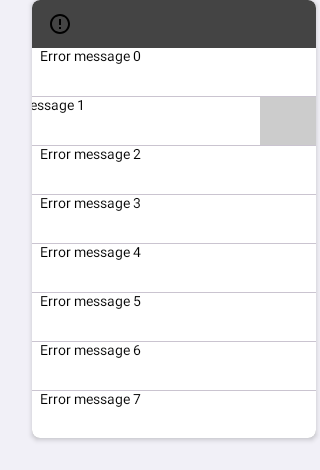 Error message 0
essage 1
Error message 2
Error message 3
Error message 4
Error message 5
Error message 6
Error message 7